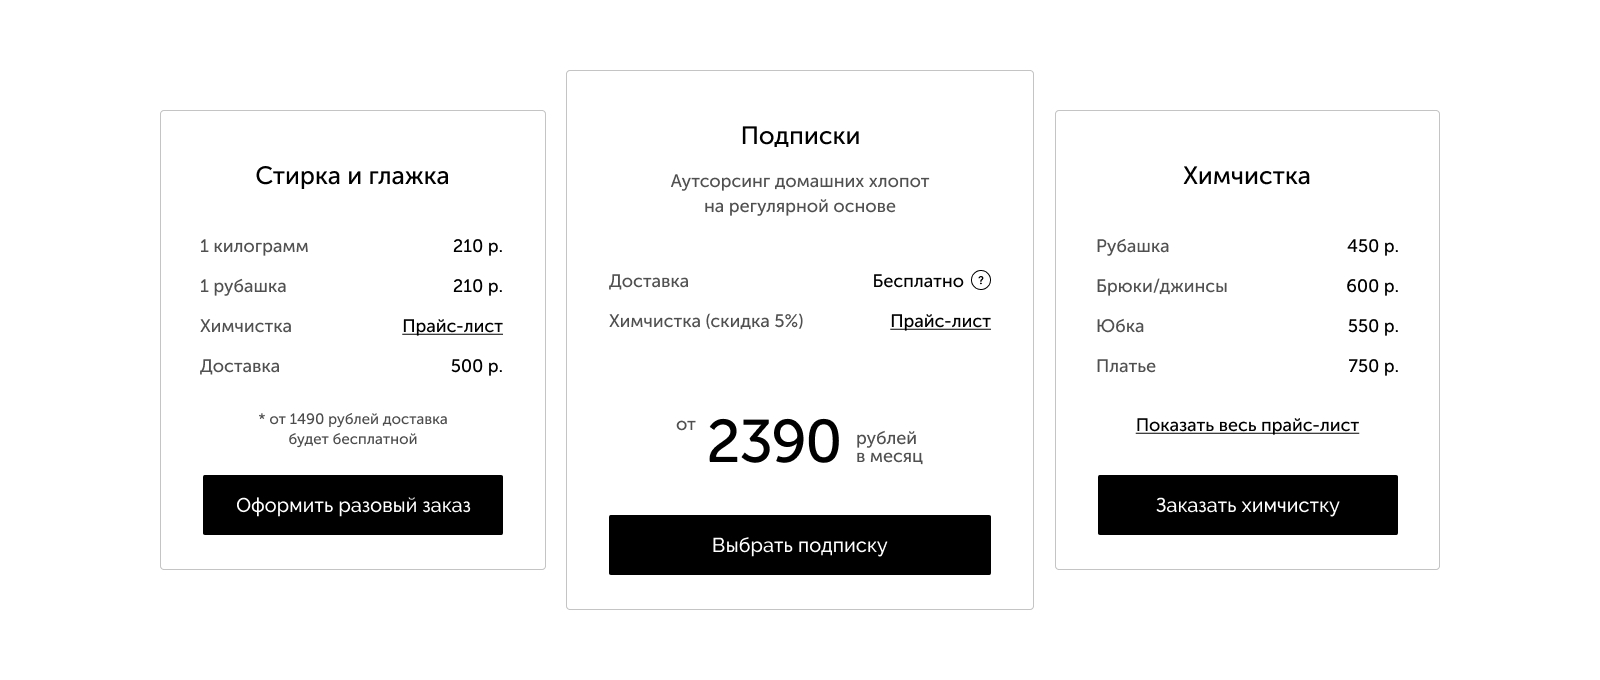 Стирка и глажка
1 килограмм 210 р.
1 рубашка 210 р.
Химчистка Прайс-лист
Доставка 500 р.
* от 1490 рублей доставка
будет бесплатной
Оформить разовый заказ
Подписки
Аутсорсинг домашних хлопот
на регулярной основе
Доставка Бесплатно ?
Химчистка (скидка 5%) Прайс-лист
от 2390 рублей
в месяц
Выбрать подписку
Химчистка
Рубашка 450 р.
Брюки/джинсы 600 р.
Юбка 550 р.
Платье 750 р.
Показать весь прайс-лист
Заказать химчистку